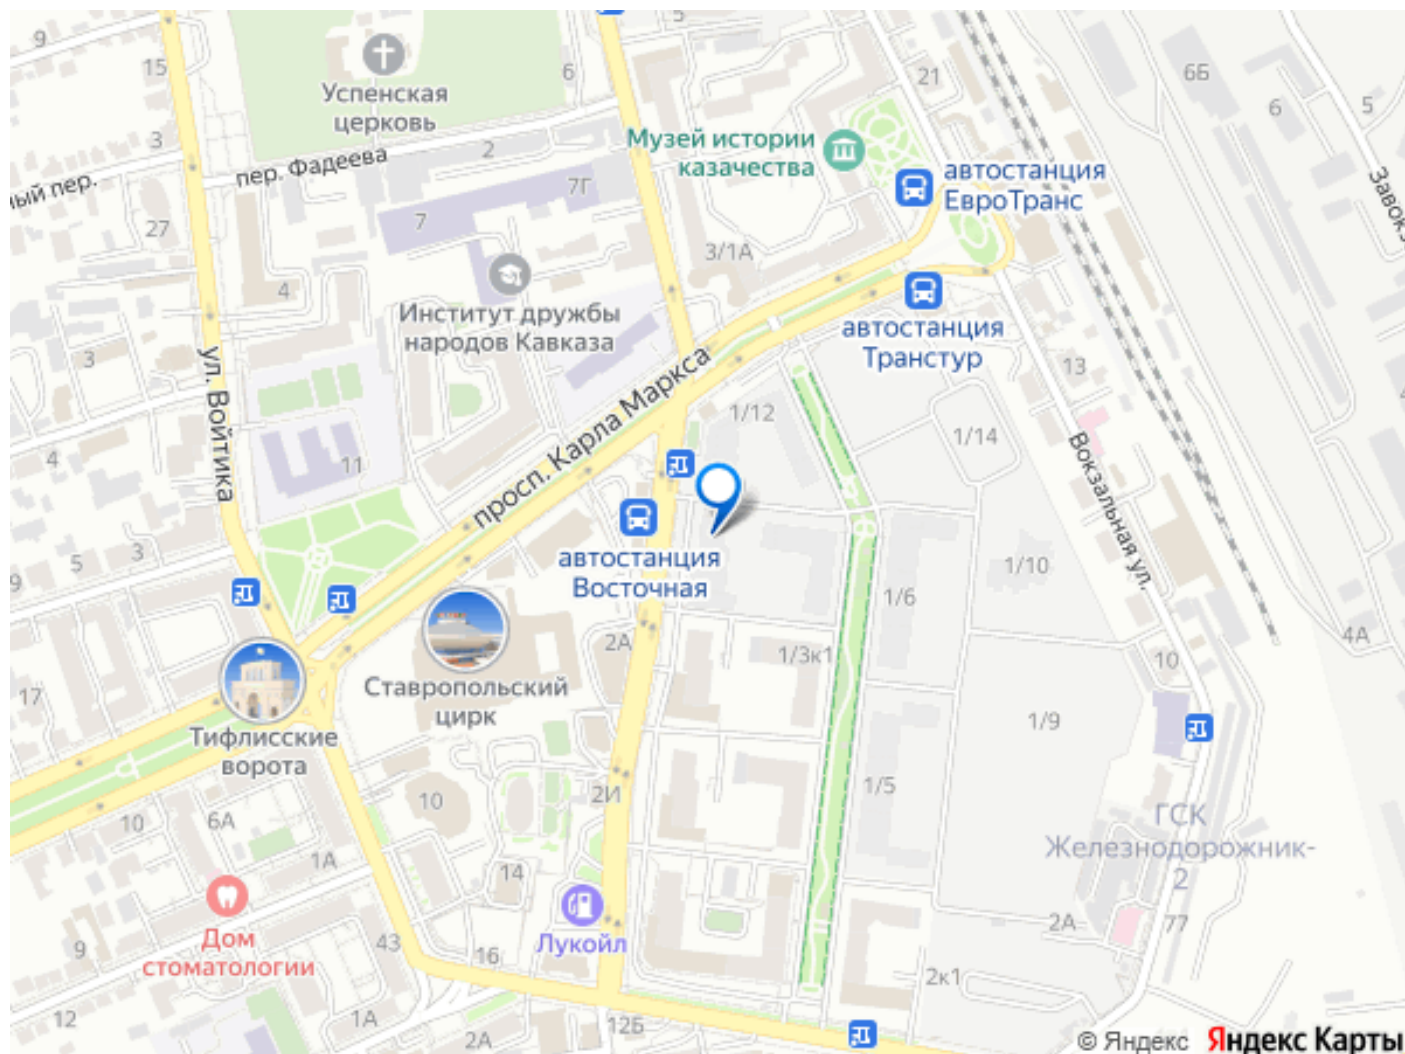 9
15
5
Успенская
церковь
6
21
6Б
6
5
3
пер. Фадеева
2
Музей истории
казачества
автостанция
ЕвроТранс
ный пер.
7Г
7
27
3/1А
4
Институт дружбы
народов Кавказа
автостанция
Транстур
3
ул. Войтика
просп. Карла Маркса
13
1/12
1/14
Вокзальная ул.
4
11
автостанция
Восточная
5
3
9
1/10
1/6
4А
2А
1/3к1
10
17
Ставропольский
цирк
1/9
Тифлисские
ворота
10
2И
1/5
10
6А
1А
14
ГСК
Железнодорожник-
2
Дом
стоматологии
9
43
16
Лукойл
2А
77
2к1
12
1А
2А
12Б
© Яндекс Яндекс Карты